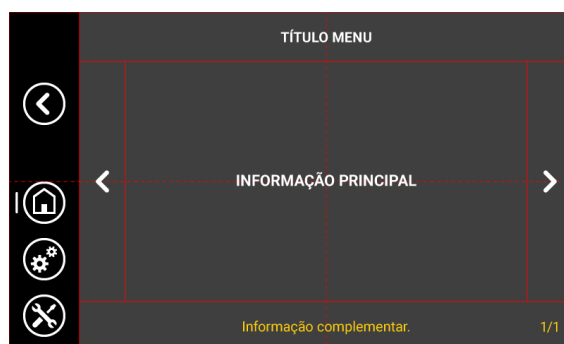 TÍTULO MENU
INFORMAÇÃO PRINCIPAL
Informação complementar.
1/1